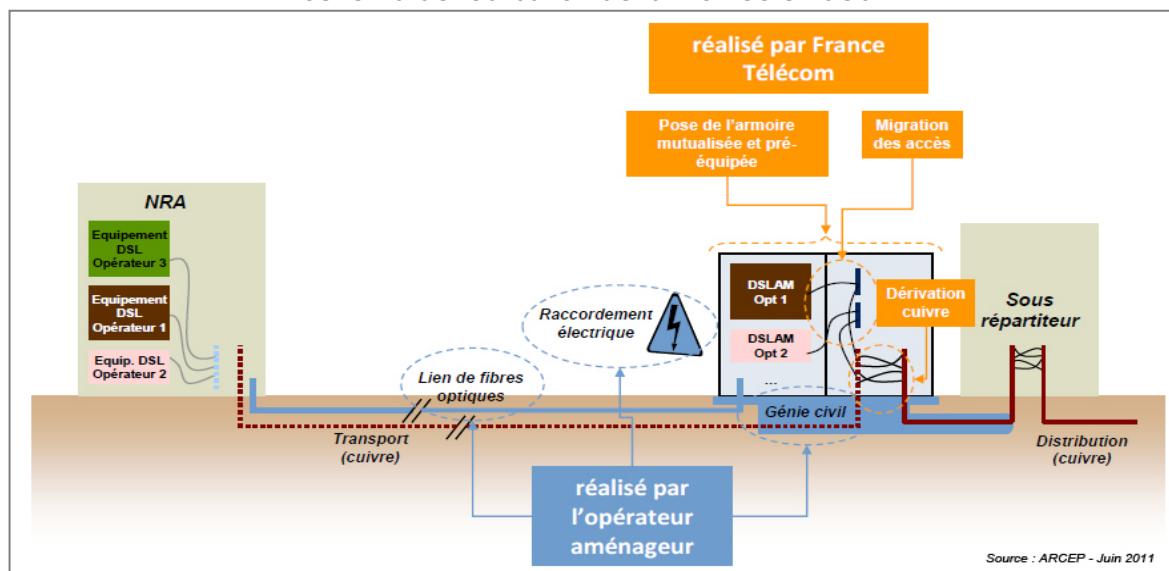 réalisé par France
Télécom
Pose de l'armoire
mutualisée et pré-
équipée
Migration
des accès
NRA
Equipement
DSL
Opérateur 3
Equipement
DSL
Opérateur 1
Equip. DSL
Opérateur 2
Raccordement
électrique
DSLAM
Opt 1
DSLAM
Opt 2
...
Dérivation
cuivre
Sous
répartiteur
Lien de fibres
optiques
Génie civil
Transport
(cuivre)
Distribution
(cuivre)
réalisé par
l'opérateur
aménageur
Source : ARCEP - Juin 2011